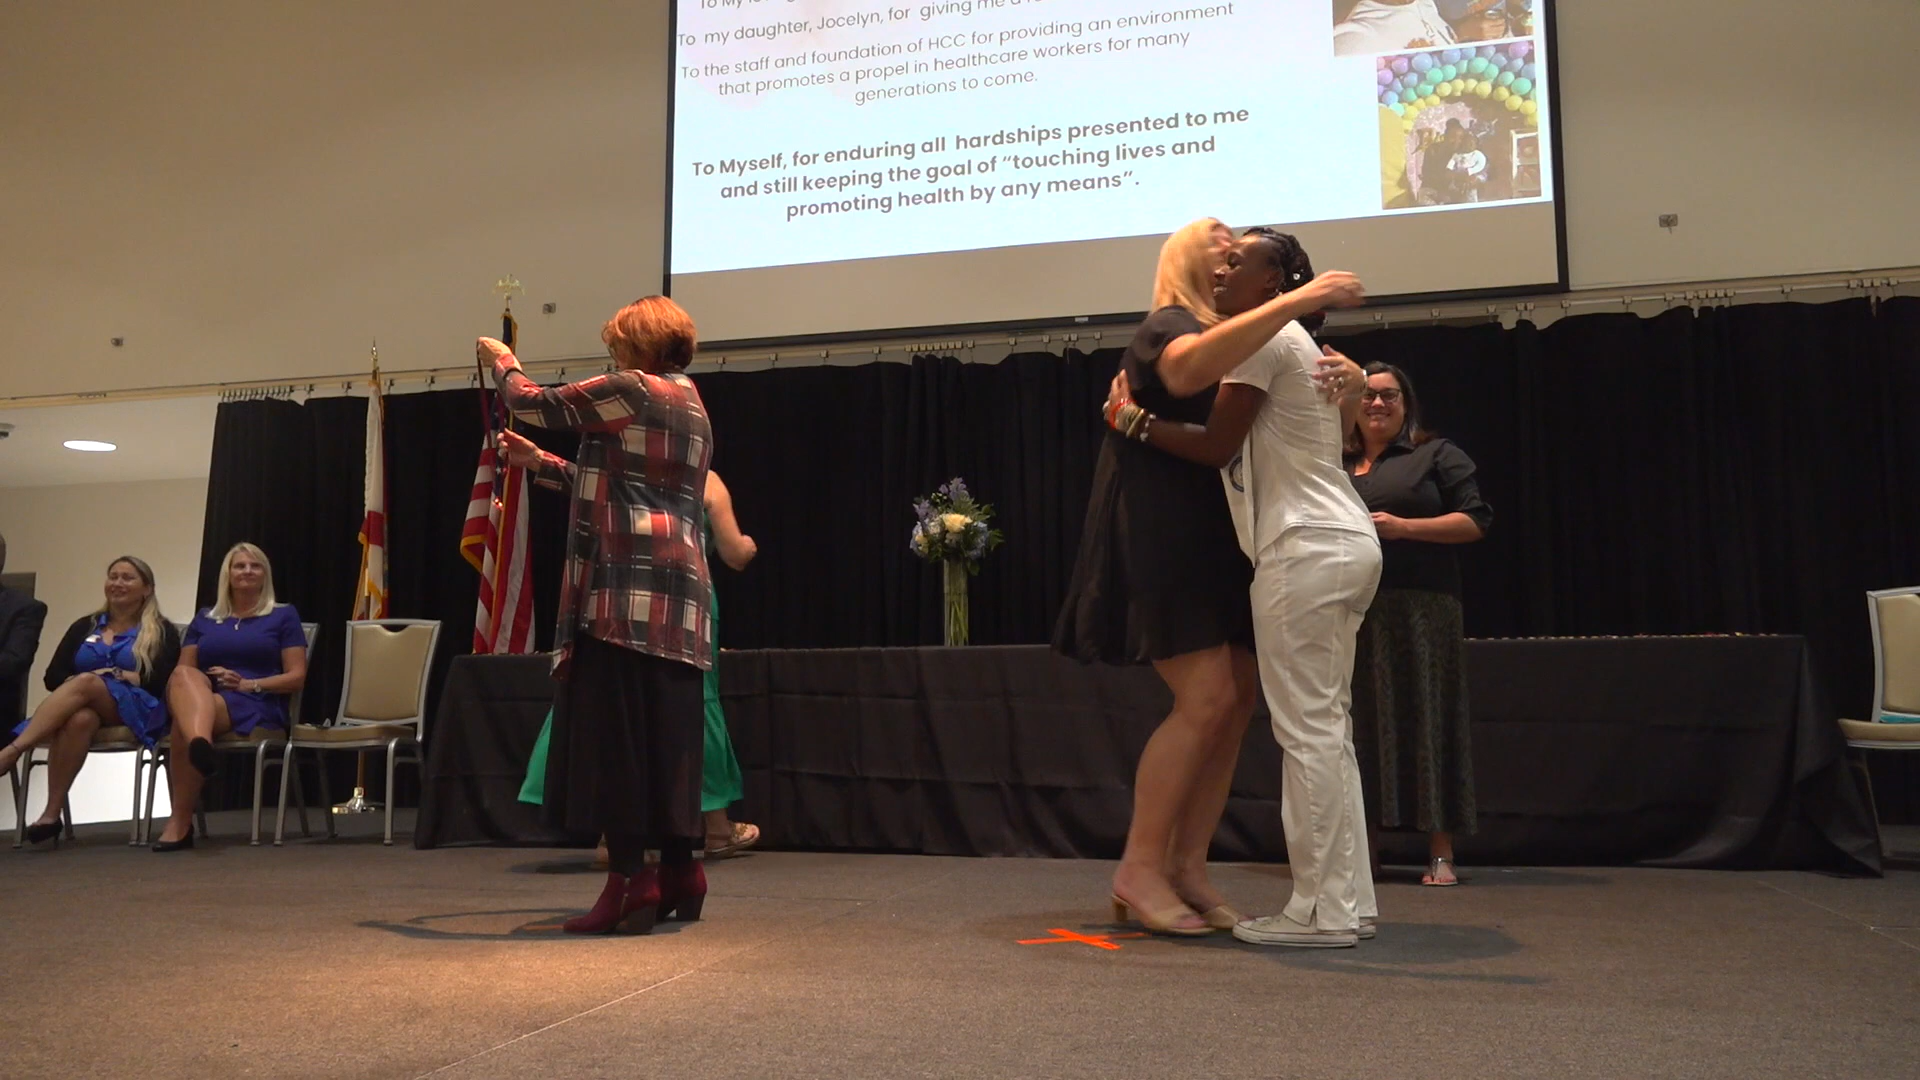 To My
To my daughter, Jocelyn, for giving me a
To the staff and foundation of HCC for providing an environment
that promotes a propel in healthcare workers for many
generations to come.
To Myself, for enduring all hardships presented to me
and still keeping the goal of “touching lives and
promoting health by any means”.